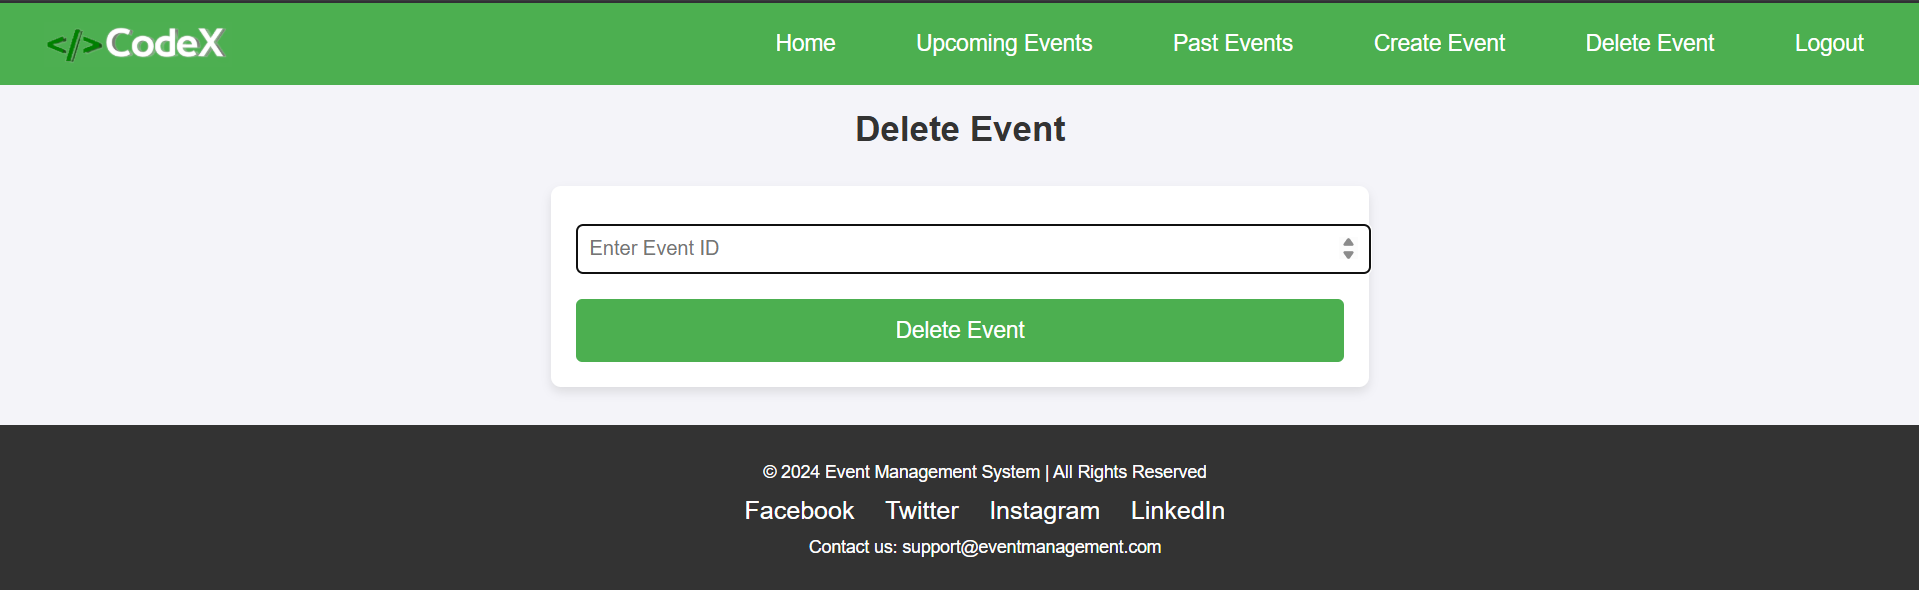 </>CodeX Home Upcoming Events Past Events Create Event Delete Event Logout
Delete Event
Enter Event ID
Delete Event
© 2024 Event Management System | All Rights Reserved
Facebook Twitter Instagram LinkedIn
Contact us: support@eventmanagement.com